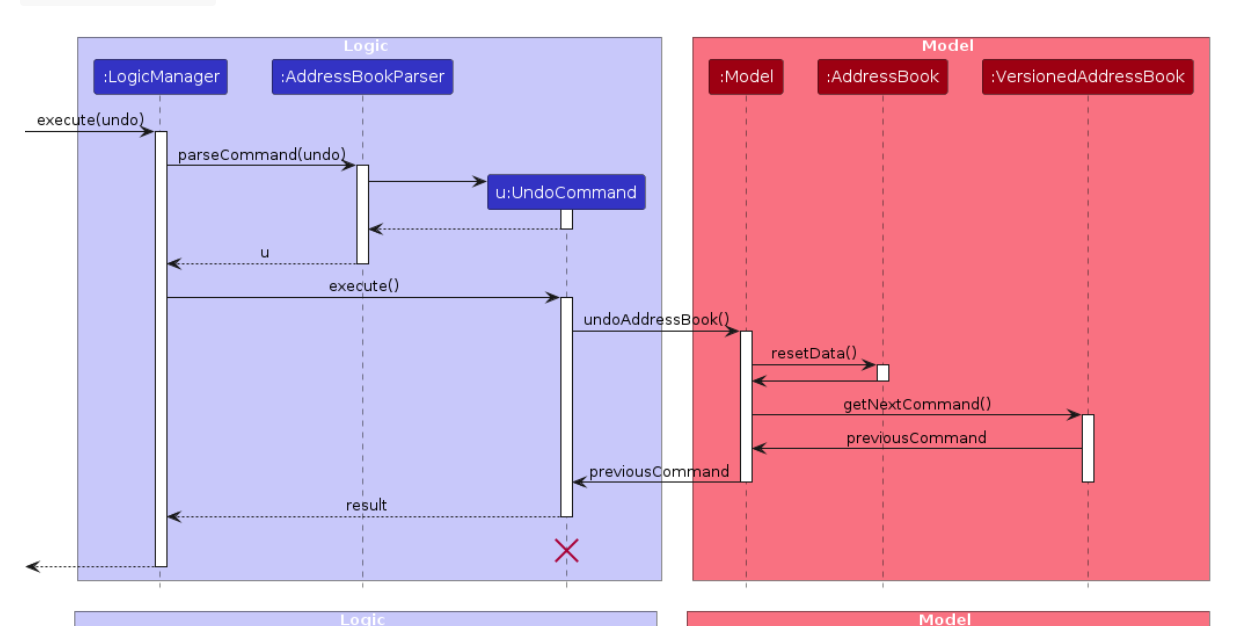 Logic
Model
:LogicManager
:AddressBookParser
:Model
:AddressBook
:VersionedAddressBook
execute(undo)
parseCommand(undo)
u:UndoCommand
u
execute()
undoAddressBook()
resetData()
getNextCommand()
previousCommand
previousCommand
result
Logic
Model